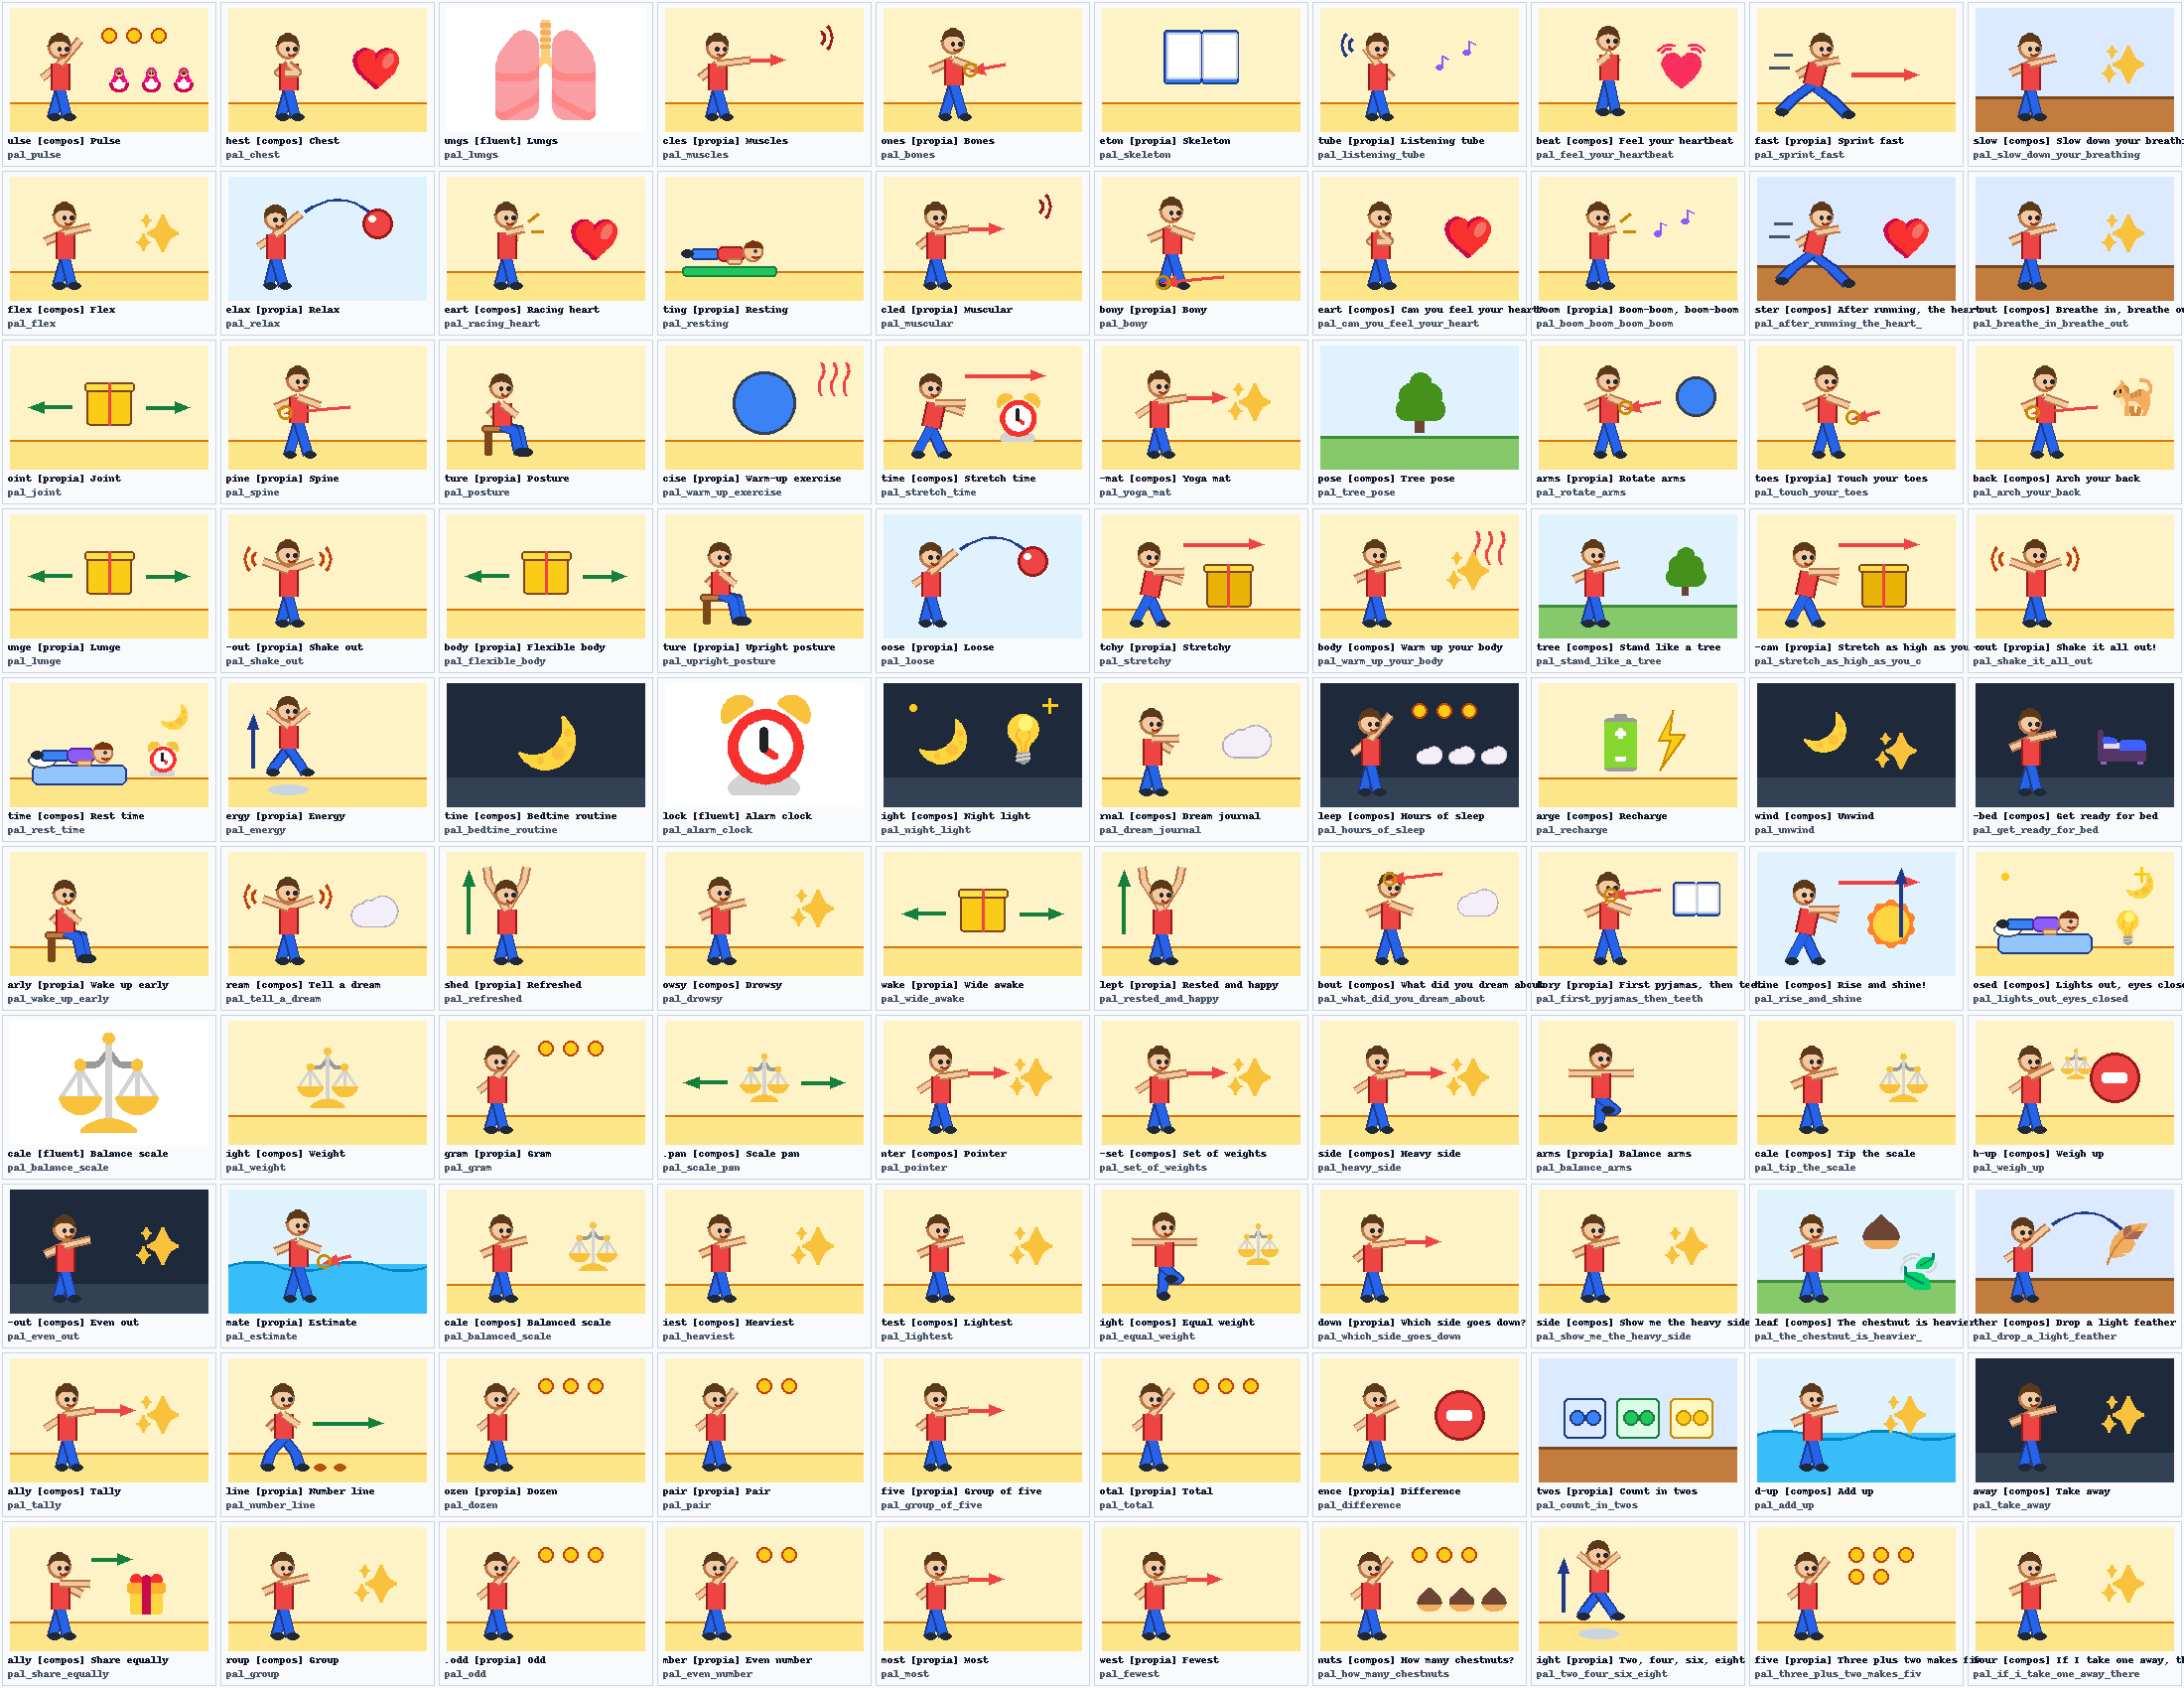 ulse [compos] Pulse
pal_pulse
hest [compos] Chest
pal_chest
ungs [fluent] Lungs
pal_lungs
cles [propia] Muscles
pal_muscles
ones [propia] Bones
pal_bones
eton [propia] Skeleton
pal_skeleton
tube [propia] Listening tube
pal_listening_tube
beat [compos] Feel your heartbeat
pal_feel_your_heartbeat
fast [propia] Sprint fast
pal_sprint_fast
slow [compos] Slow down your breathi
pal_slow_down_your_breathing
flex [compos] Flex
pal_flex
elax [propia] Relax
pal_relax
eart [compos] Racing heart
pal_racing_heart
ting [propia] Resting
pal_resting
cled [propia] Muscular
pal_muscular
bony [propia] Bony
pal_bony
eart [compos] Can you feel your heart?
pal_can_you_feel_your_heart
boom [propia] Boom-boom, boom-boom
pal_boom_boom_boom_boom
ster [compos] After running, the heart
pal_after_running_the_heart_
-out [propia] Breathe in, breathe ou
pal_breathe_in_breathe_out
oint [propia] Joint
pal_joint
pine [propia] Spine
pal_spine
ture [propia] Posture
pal_posture
cise [propia] Warm-up exercise
pal_warm_up_exercise
time [compos] Stretch time
pal_stretch_time
-mat [compos] Yoga mat
pal_yoga_mat
pose [compos] Tree pose
pal_tree_pose
arms [propia] Rotate arms
pal_rotate_arms
toes [propia] Touch your toes
pal_touch_your_toes
back [compos] Arch your back
pal_arch_your_back
unge [propia] Lunge
pal_lunge
-out [propia] Shake out
pal_shake_out
body [propia] Flexible body
pal_flexible_body
ture [propia] Upright posture
pal_upright_posture
oose [propia] Loose
pal_loose
tchy [propia] Stretchy
pal_stretchy
body [compos] Warm up your body
pal_warm_up_your_body
tree [compos] Stand like a tree
pal_stand_like_a_tree
-can [propia] Stretch as high as you
pal_stretch_as_high_as_you_c
-out [propia] Shake it all out!
pal_shake_it_all_out
time [compos] Rest time
pal_rest_time
ergy [propia] Energy
pal_energy
tine [compos] Bedtime routine
pal_bedtime_routine
lock [fluent] Alarm clock
pal_alarm_clock
ight [compos] Night light
pal_night_light
rnal [compos] Dream journal
pal_dream_journal
leep [compos] Hours of sleep
pal_hours_of_sleep
arge [compos] Recharge
pal_recharge
wind [compos] Unwind
pal_unwind
-bed [compos] Get ready for bed
pal_get_ready_for_bed
arly [propia] Wake up early
pal_wake_up_early
ream [compos] Tell a dream
pal_tell_a_dream
shed [propia] Refreshed
pal_refreshed
owsy [compos] Drowsy
pal_drowsy
wake [propia] Wide awake
pal_wide_awake
lept [propia] Rested and happy
pal_rested_and_happy
bout [compos] What did you dream about
pal_what_did_you_dream_about
tory [propia] First pyjamas, then teet
pal_first_pyjamas_then_teeth
hine [compos] Rise and shine!
pal_rise_and_shine
osed [compos] Lights out, eyes close
pal_lights_out_eyes_closed
cale [fluent] Balance scale
pal_balance_scale
ight [compos] Weight
pal_weight
gram [propia] Gram
pal_gram
.pan [compos] Scale pan
pal_scale_pan
nter [compos] Pointer
pal_pointer
-set [compos] Set of weights
pal_set_of_weights
side [compos] Heavy side
pal_heavy_side
arms [propia] Balance arms
pal_balance_arms
cale [compos] Tip the scale
pal_tip_the_scale
h-up [compos] Weigh up
pal_weigh_up
-out [compos] Even out
pal_even_out
mate [propia] Estimate
pal_estimate
cale [compos] Balanced scale
pal_balanced_scale
iest [compos] Heaviest
pal_heaviest
test [compos] Lightest
pal_lightest
ight [compos] Equal weight
pal_equal_weight
down [propia] Which side goes down?
pal_which_side_goes_down
side [compos] Show me the heavy side
pal_show_me_the_heavy_side
leaf [compos] The chestnut is heavier
pal_the_chestnut_is_heavier_
ther [compos] Drop a light feather
pal_drop_a_light_feather
ally [compos] Tally
pal_tally
line [propia] Number line
pal_number_line
ozen [propia] Dozen
pal_dozen
pair [propia] Pair
pal_pair
five [propia] Group of five
pal_group_of_five
otal [propia] Total
pal_total
ence [propia] Difference
pal_difference
twos [propia] Count in twos
pal_count_in_twos
d-up [compos] Add up
pal_add_up
away [compos] Take away
pal_take_away
ally [compos] Share equally
pal_share_equally
roup [compos] Group
pal_group
.odd [propia] Odd
pal_odd
mber [propia] Even number
pal_even_number
most [propia] Most
pal_most
west [propia] Fewest
pal_fewest
nuts [compos] How many chestnuts?
pal_how_many_chestnuts
ight [propia] Two, four, six, eight
pal_two_four_six_eight
five [propia] Three plus two makes fiv
pal_three_plus_two_makes_fiv
four [compos] If I take one away, th
pal_if_i_take_one_away_there